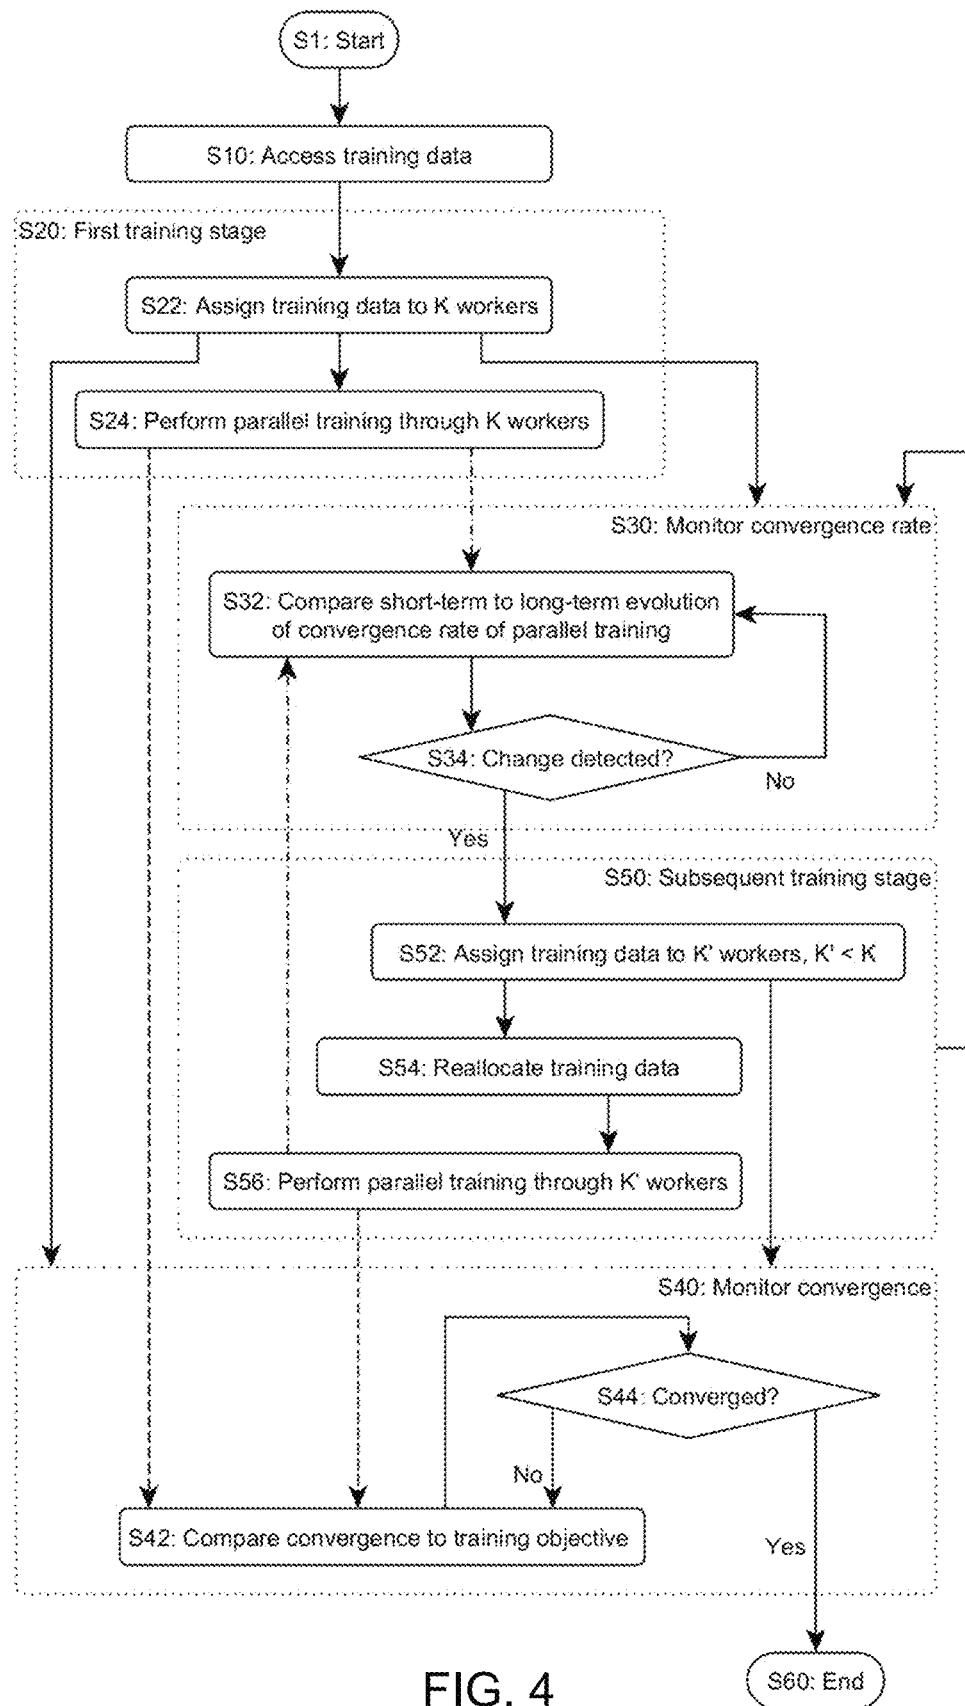 S1: Start
S10: Access training data
S20: First training stage
S22: Assign training data to K workers
S24: Perform parallel training through K workers
S30: Monitor convergence rate
S32: Compare short-term to long-term evolution
of convergence rate of parallel training
S34: Change detected?
No
Yes
S50: Subsequent training stage
S52: Assign training data to K' workers, K' < K
S54: Reallocate training data
S56: Perform parallel training through K' workers
S40: Monitor convergence
S44: Converged?
No
S42: Compare convergence to training objective
Yes
S60: End
FIG. 4